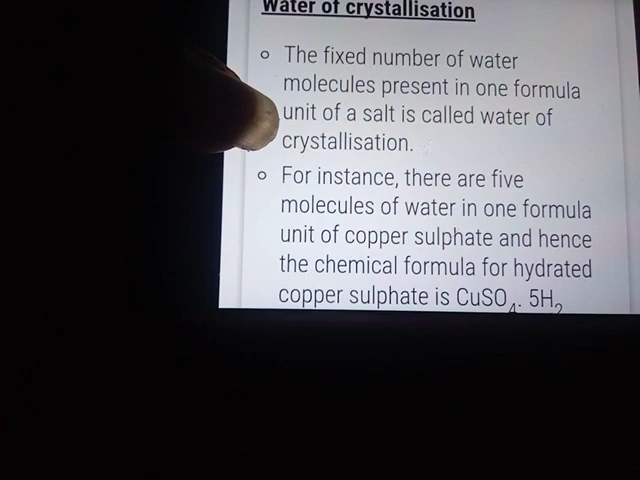 Water of crystallisation
The fixed number of water
molecules present in one formula
unit of a salt is called water of
crystallisation.
For instance, there are five
molecules of water in one formula
unit of copper sulphate and hence
the chemical formula for hydrated
copper sulphate is CuSO₄. 5H₂